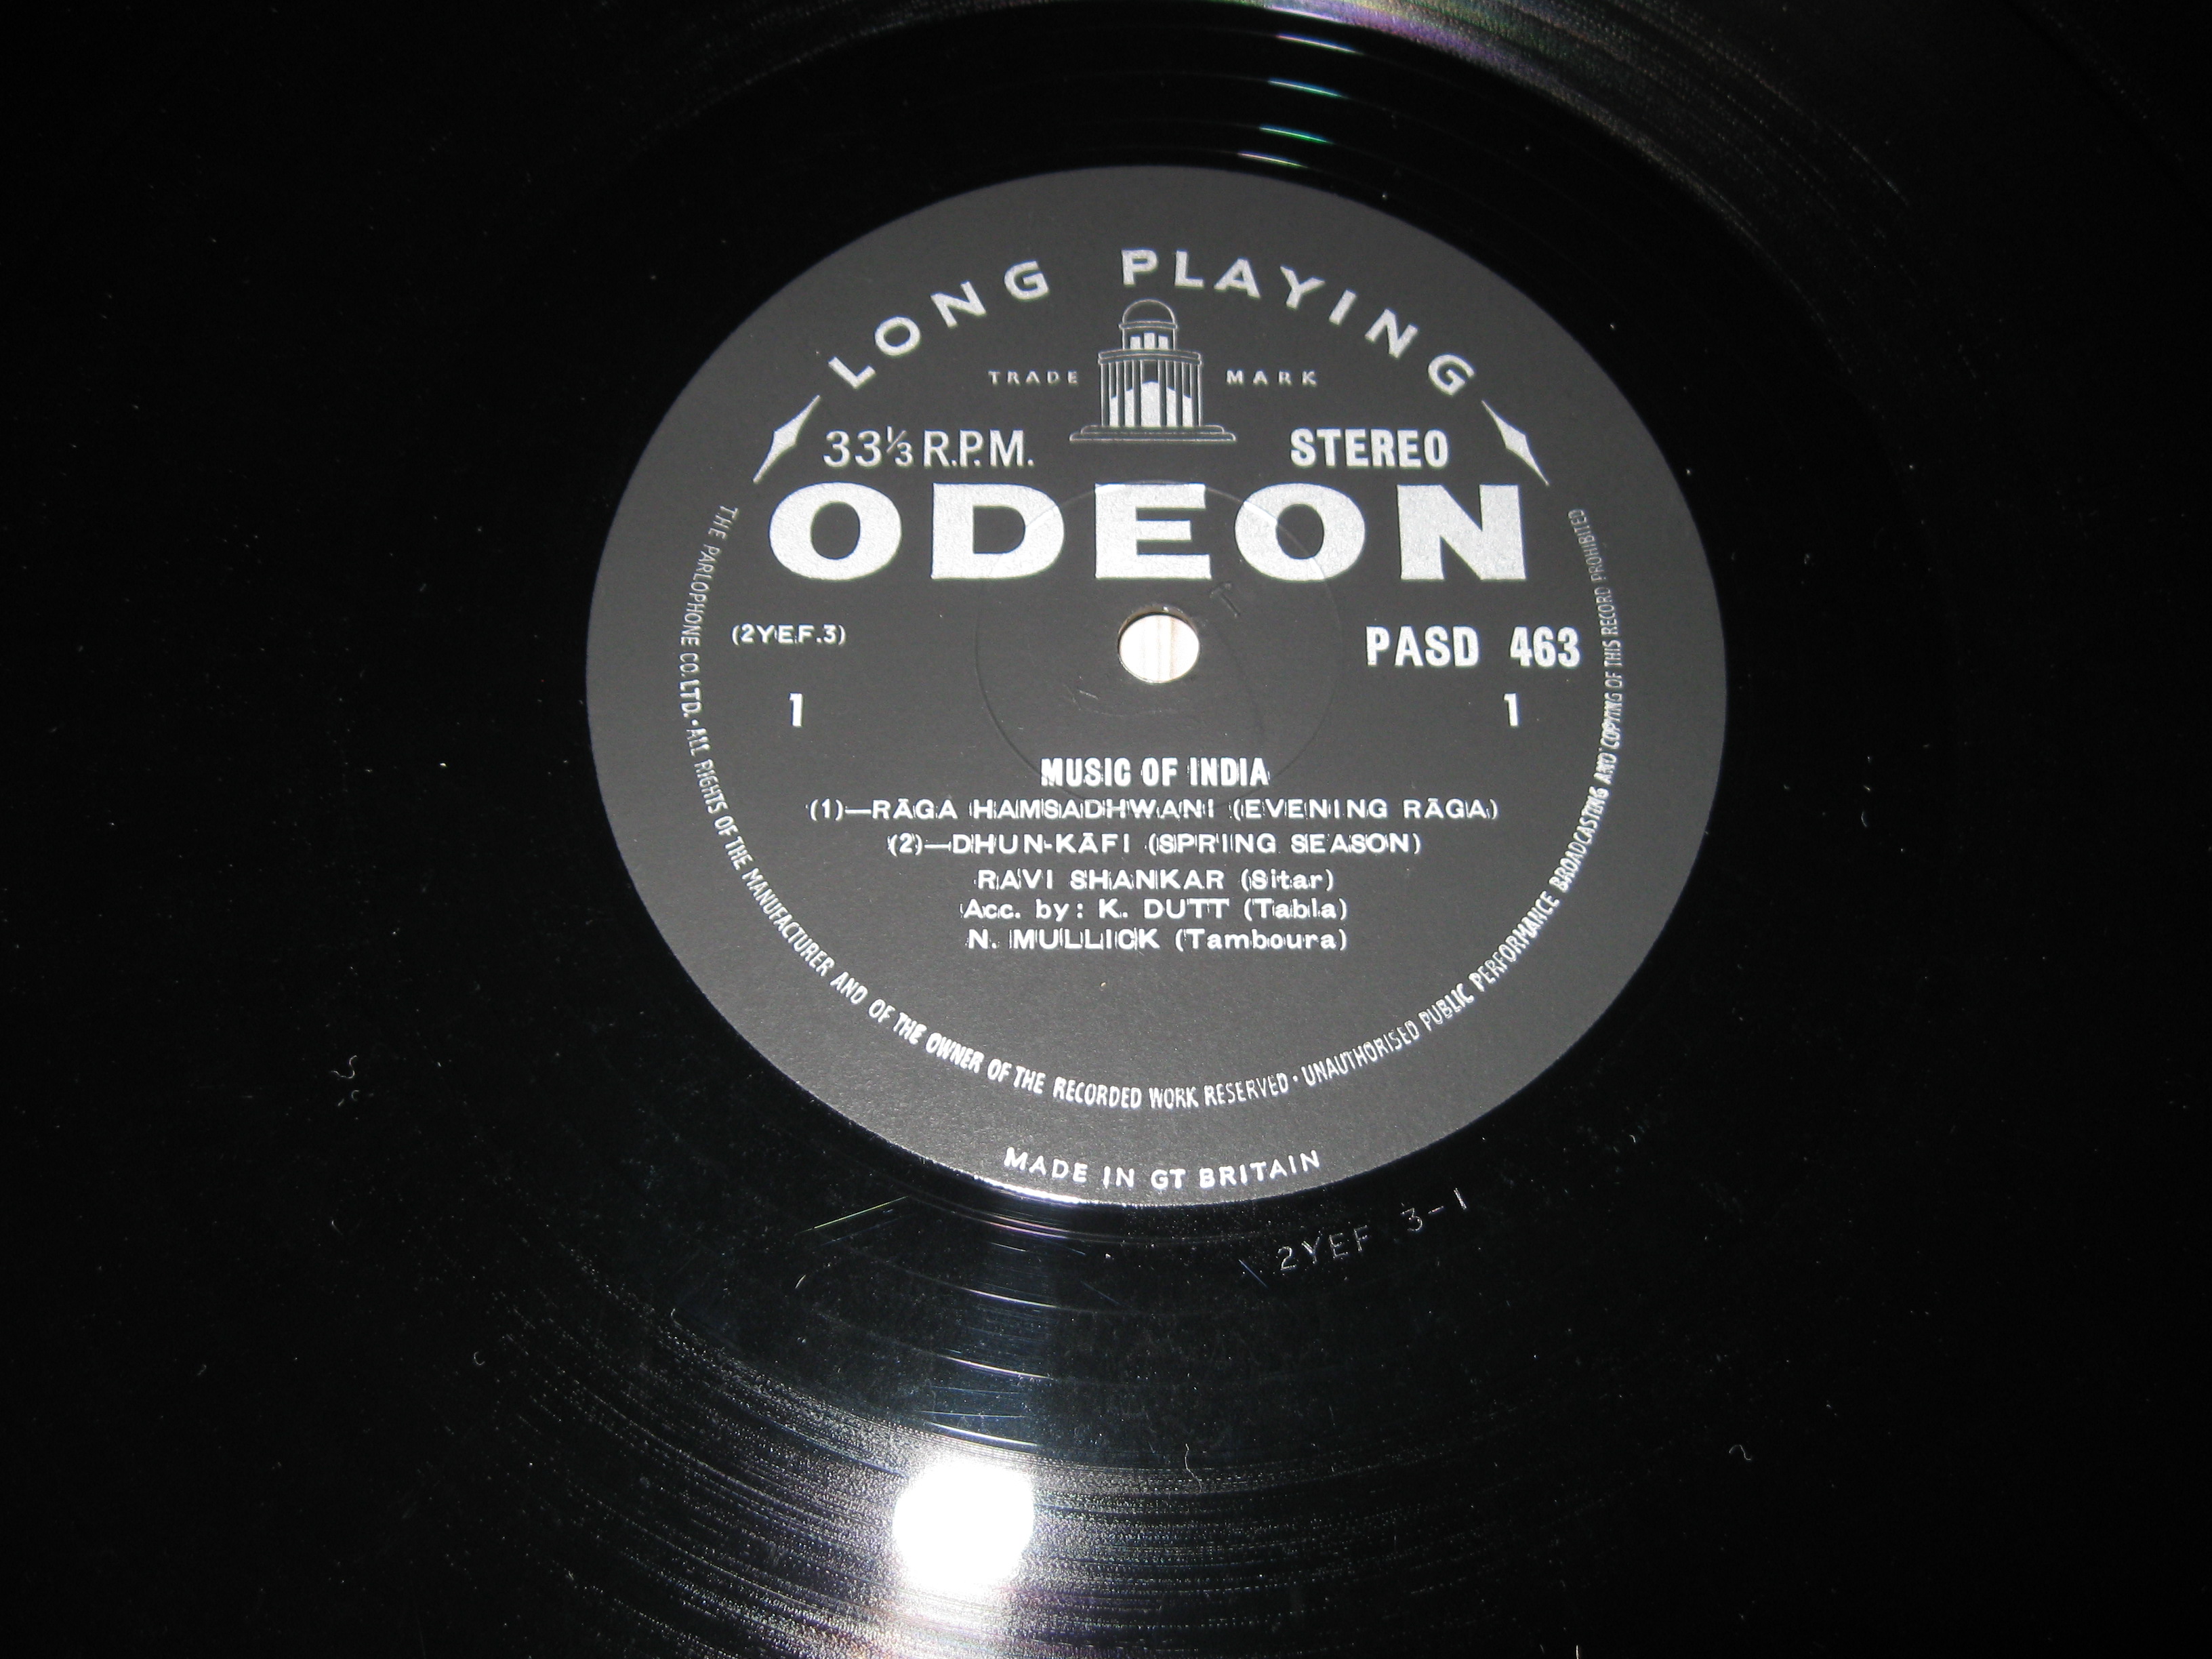 LONG PLAYING
TRADE MARK
33⅓ R.P.M. STEREO
ODEON
(2YEF.3) PASD 463
1 1
MUSIC OF INDIA
(1)—RĀGA HAMSADHWANI (EVENING RĀGA)
(2)—DHUN-KĀFI (SPRING SEASON)
RAVI SHANKAR (Sitar)
Acc. by: K. DUTT (Tabla)
N. MULLICK (Tamboura)
THE PARLOPHONE CO. LTD. · ALL RIGHTS OF THE MANUFACTURER AND OF THE OWNER OF THE RECORDED WORK RESERVED · UNAUTHORISED PUBLIC PERFORMANCE BROADCASTING AND COPYING OF THIS RECORD PROHIBITED
MADE IN GT BRITAIN
2YEF 3-1